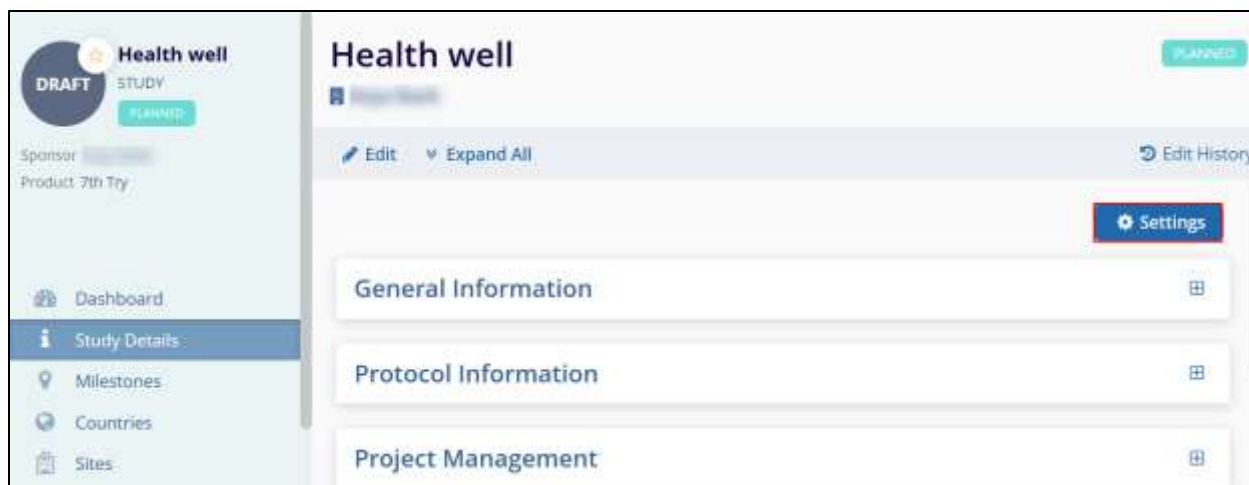 DRAFT
Health well
STUDY
PLANNED
Sponsor
Product 7th Try
Dashboard
Study Details
Milestones
Countries
Sites
Health well
PLANNED
Edit
Expand All
Edit History
Settings
General Information
Protocol Information
Project Management